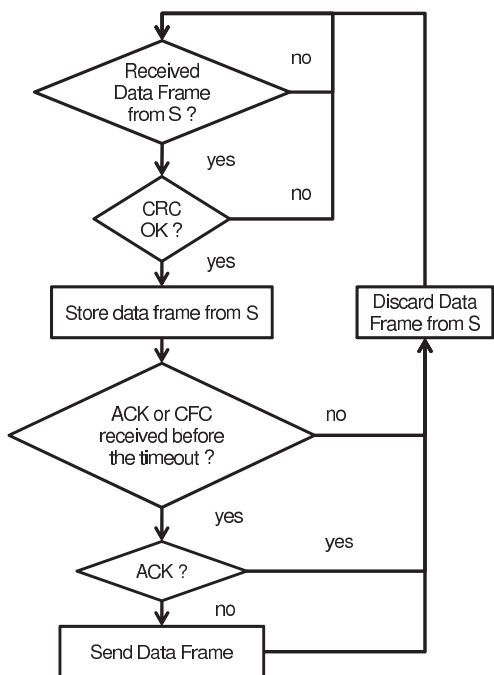 no
Received
Data Frame
from S ?
yes
no
CRC
OK ?
yes
Store data frame from S
Discard Data
Frame from S
ACK or CFC
received before
the timeout ?
no
yes
yes
ACK ?
no
Send Data Frame